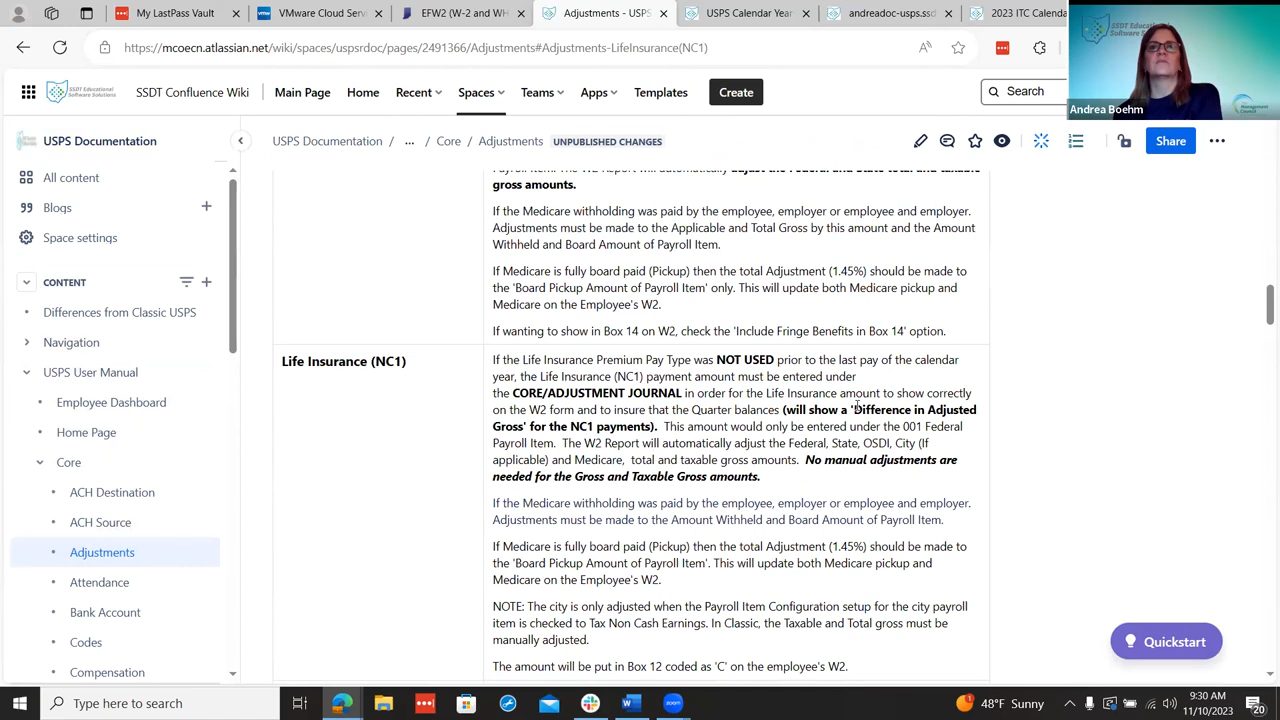 My LastPass Vault
VMware Cloud Serv
EFW2 (W-2 and WH
Adjustments - USPS
USPS Calendar Year
andreadoc-usps.ssd
2023 ITC Calenda
https://mcoecn.atlassian.net/wiki/spaces/uspsrdoc/pages/2491366/Adjustments#Adjustments-LifeInsurance(NC1)
Andrea Boehm
SSDT Confluence Wiki
Main Page
Home
Recent
Spaces
Teams
Apps
Templates
Create
Search
USPS Documentation
USPS Documentation / ... / Core / Adjustments UNPUBLISHED CHANGES
Share
All content
Blogs
Space settings
CONTENT
Differences from Classic USPS
Navigation
USPS User Manual
Employee Dashboard
Home Page
Core
ACH Destination
ACH Source
Adjustments
Attendance
Bank Account
Codes
Compensation
Payroll Item. The W2 Report will automatically adjust the Federal and State total and taxable
gross amounts.
If the Medicare withholding was paid by the employee, employer or employee and employer.
Adjustments must be made to the Applicable and Total Gross by this amount and the Amount
Withheld and Board Amount of Payroll Item.
If Medicare is fully board paid (Pickup) then the total Adjustment (1.45%) should be made to
the 'Board Pickup Amount of Payroll Item' only. This will update both Medicare pickup and
Medicare on the Employee's W2.
If wanting to show in Box 14 on W2, check the 'Include Fringe Benefits in Box 14' option.
Life Insurance (NC1)
If the Life Insurance Premium Pay Type was NOT USED prior to the last pay of the calendar
year, the Life Insurance (NC1) payment amount must be entered under
the CORE/ADJUSTMENT JOURNAL in order for the Life Insurance amount to show correctly
on the W2 form and to insure that the Quarter balances (will show a 'Difference in Adjusted
Gross' for the NC1 payments). This amount would only be entered under the 001 Federal
Payroll Item. The W2 Report will automatically adjust the Federal, State, OSDI, City (If
applicable) and Medicare, total and taxable gross amounts. No manual adjustments are
needed for the Gross and Taxable Gross amounts.
If the Medicare withholding was paid by the employee, employer or employee and employer.
Adjustments must be made to the Amount Withheld and Board Amount of Payroll Item.
If Medicare is fully board paid (Pickup) then the total Adjustment (1.45%) should be made to
the 'Board Pickup Amount of Payroll Item'. This will update both Medicare pickup and
Medicare on the Employee's W2.
NOTE: The city is only adjusted when the Payroll Item Configuration setup for the city payroll
item is checked to Tax Non Cash Earnings. In Classic, the Taxable and Total gross must be
manually adjusted.
The amount will be put in Box 12 coded as 'C' on the employee's W2.
Quickstart
Type here to search
48°F Sunny
9:30 AM
11/10/2023
20